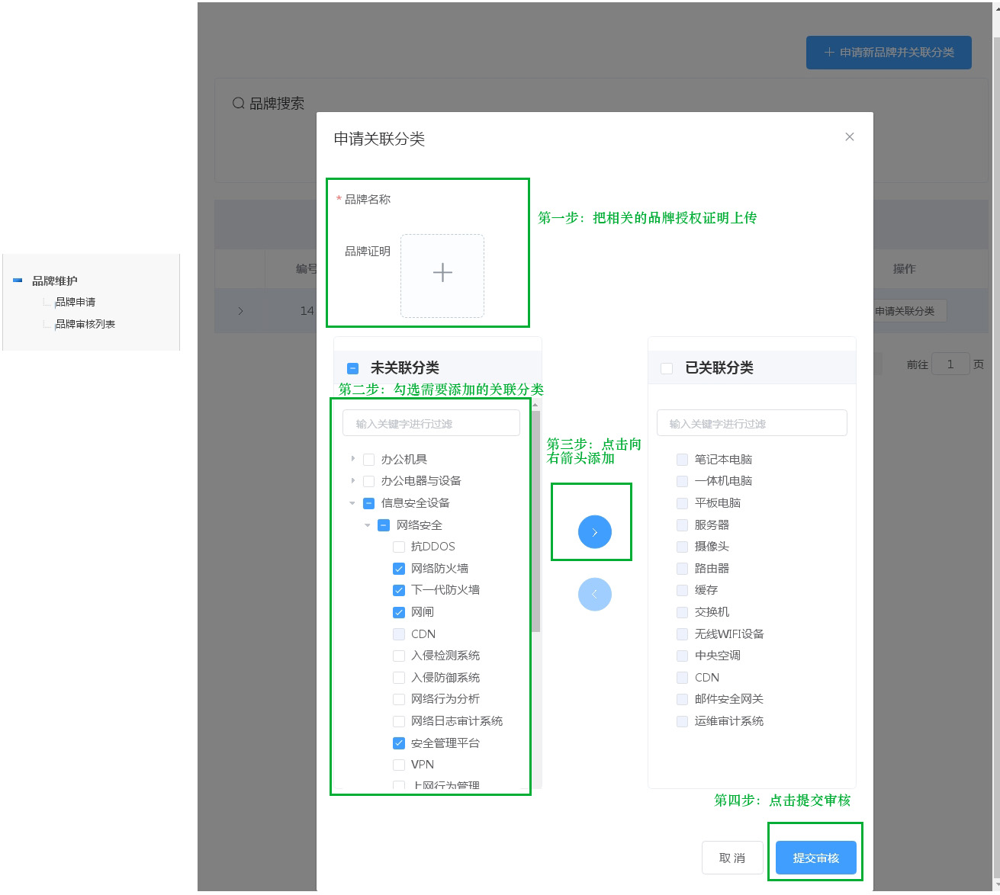 申请新品牌并关联分类
品牌搜索
申请关联分类
* 品牌名称
第一步：把相关的品牌授权证明上传
品牌证明
品牌维护
品牌申请
品牌审核列表
编号
操作
14
申请关联分类
前往 1 页
未关联分类
已关联分类
第二步：勾选需要添加的关联分类
输入关键字进行过滤
办公机具
办公电器与设备
信息安全设备
网络安全
抗DDOS
网络防火墙
下一代防火墙
网闸
CDN
入侵检测系统
入侵防御系统
网络行为分析
网络日志审计系统
安全管理平台
VPN
上网行为管理
第三步：点击向
右箭头添加
输入关键字进行过滤
笔记本电脑
一体机电脑
平板电脑
服务器
摄像头
路由器
缓存
交换机
无线WIFI设备
中央空调
CDN
邮件安全网关
运维审计系统
第四步：点击提交审核
取消
提交审核